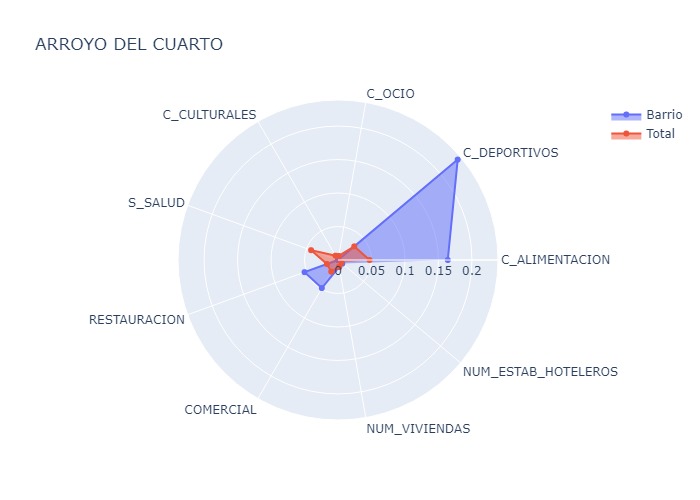 ARROYO DEL CUARTO
C_OCIO
C_CULTURALES
Barrio
Total
C_DEPORTIVOS
S_SALUD
C_ALIMENTACION
0 0.05 0.1 0.15 0.2
RESTAURACION
NUM_ESTAB_HOTELEROS
COMERCIAL
NUM_VIVIENDAS